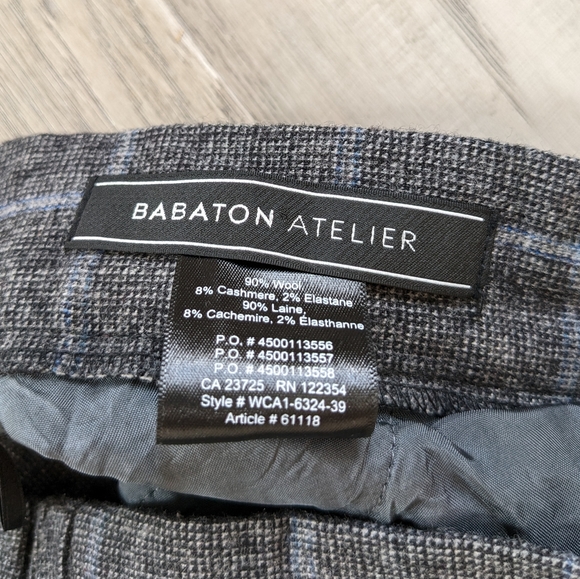 BABATON ATELIER
90% Wool
8% Cashmere, 2% Elastane
90% Laine,
8% Cachemire, 2% Élasthanne
P.O. # 4500113556
P.O. # 4500113557
P.O. # 4500113558
CA 23725 RN 122354
Style # WCA1-6324-39
Article # 61118